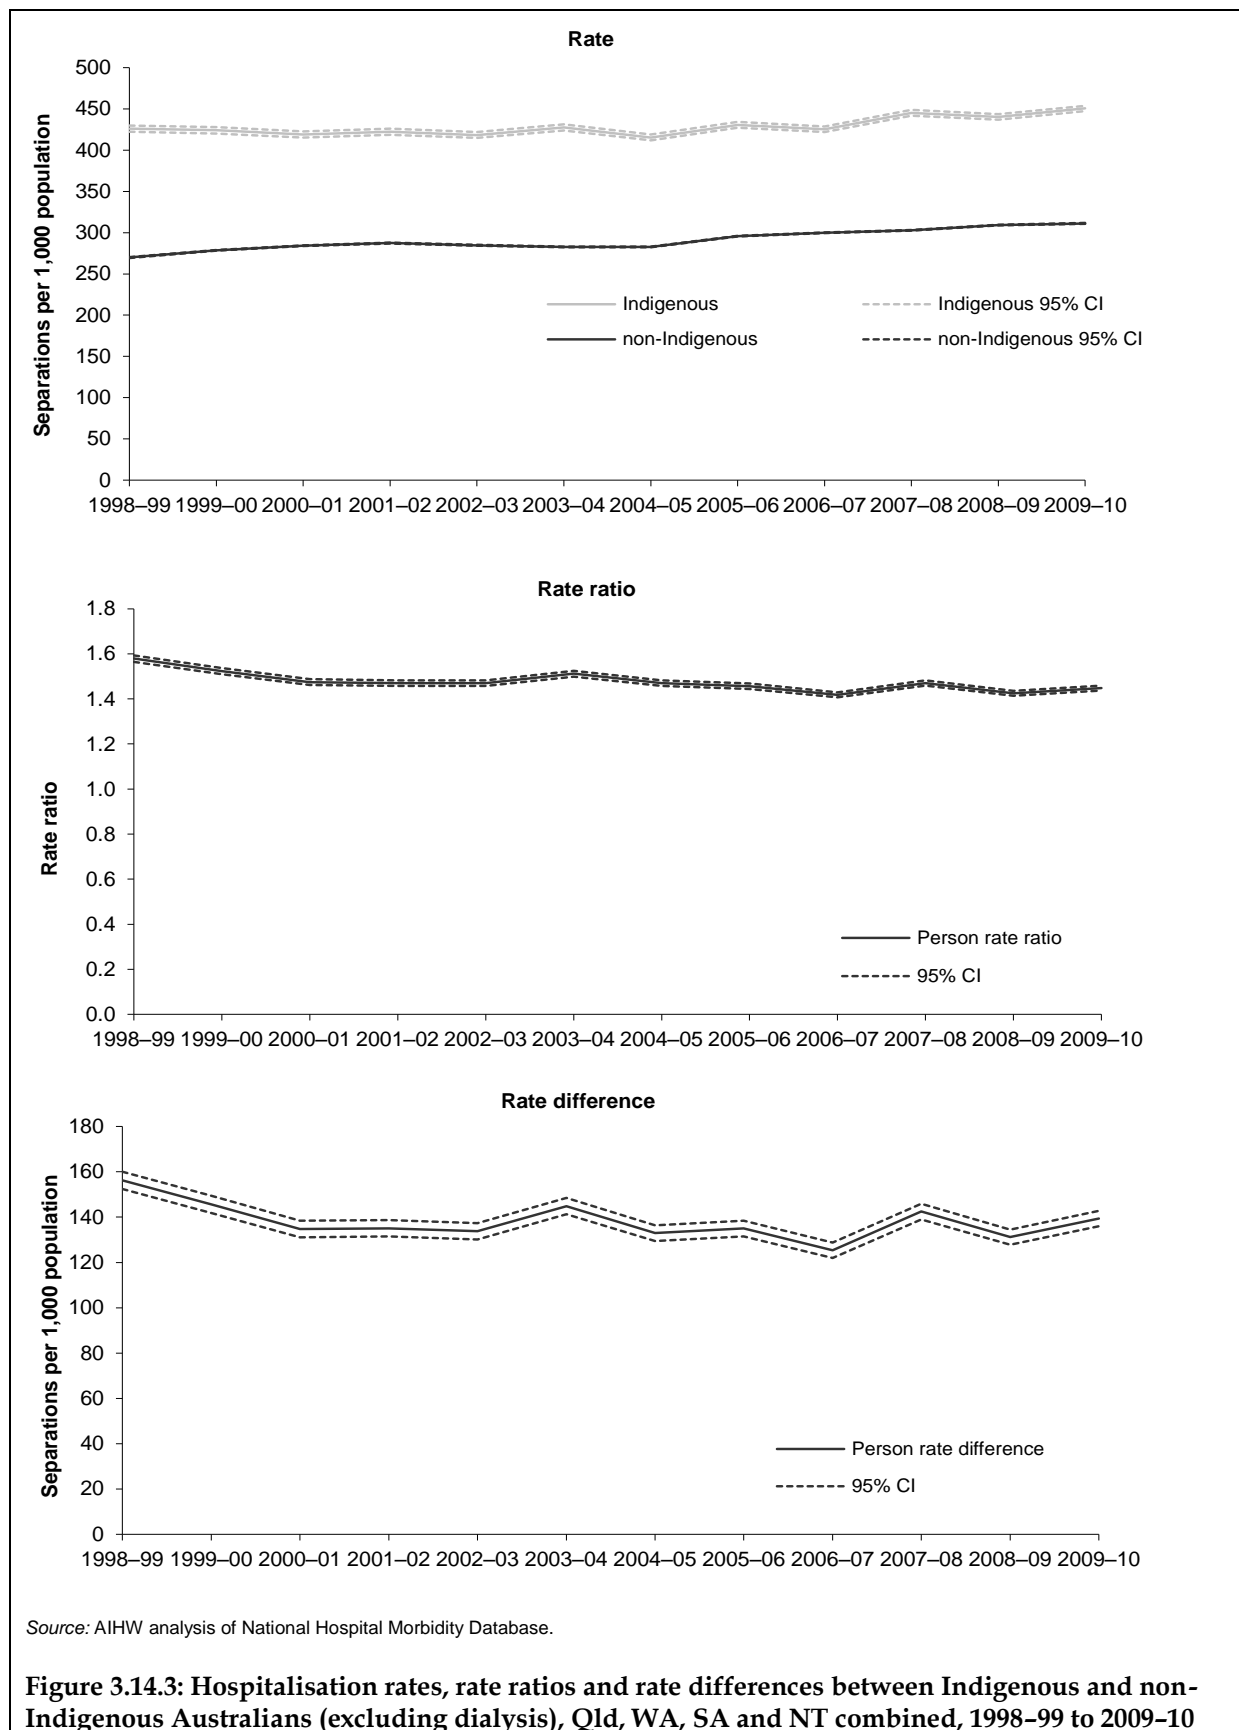 Rate
500
450
400
350
300
250
200
150
100
50
0
Separations per 1,000 population
Indigenous
Indigenous 95% CI
non-Indigenous
non-Indigenous 95% CI
1998–99 1999–00 2000–01 2001–02 2002–03 2003–04 2004–05 2005–06 2006–07 2007–08 2008–09 2009–10
Rate ratio
1.8
1.6
1.4
1.2
1.0
0.8
0.6
0.4
0.2
0.0
Rate ratio
Person rate ratio
95% CI
1998–99 1999–00 2000–01 2001–02 2002–03 2003–04 2004–05 2005–06 2006–07 2007–08 2008–09 2009–10
Rate difference
180
160
140
120
100
80
60
40
20
0
Separations per 1,000 population
Person rate difference
95% CI
1998–99 1999–00 2000–01 2001–02 2002–03 2003–04 2004–05 2005–06 2006–07 2007–08 2008–09 2009–10
Source: AIHW analysis of National Hospital Morbidity Database.
Figure 3.14.3: Hospitalisation rates, rate ratios and rate differences between Indigenous and non-
Indigenous Australians (excluding dialysis), Qld, WA, SA and NT combined, 1998–99 to 2009–10